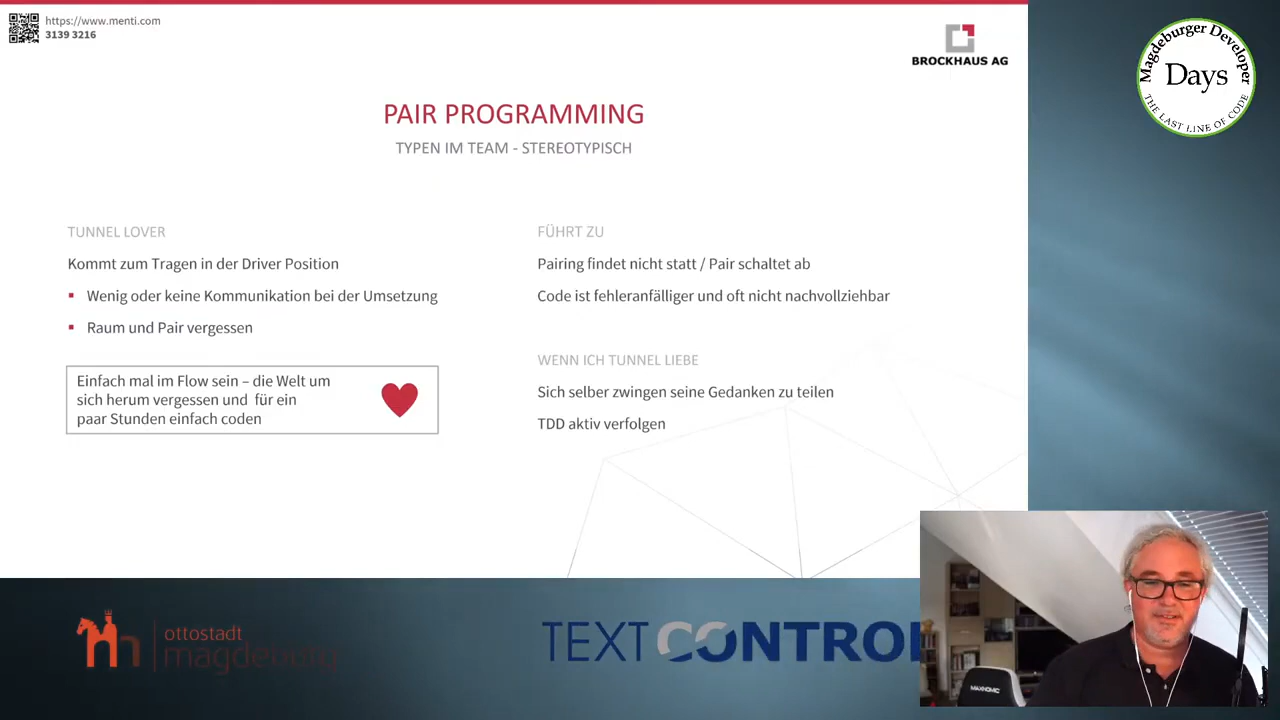 https://www.menti.com
3139 3216
BROCKHAUS AG
Magdeburger Developer
Days
THE LAST LINE OF CODE
PAIR PROGRAMMING
TYPEN IM TEAM - STEREOTYPISCH
TUNNEL LOVER
Kommt zum Tragen in der Driver Position
▪ Wenig oder keine Kommunikation bei der Umsetzung
▪ Raum und Pair vergessen
Einfach mal im Flow sein – die Welt um
sich herum vergessen und für ein
paar Stunden einfach coden
FÜHRT ZU
Pairing findet nicht statt / Pair schaltet ab
Code ist fehleranfälliger und oft nicht nachvollziehbar
WENN ICH TUNNEL LIEBE
Sich selber zwingen seine Gedanken zu teilen
TDD aktiv verfolgen
ottostadt
magdeburg
TEXT CONTROL
MAXNOMIC